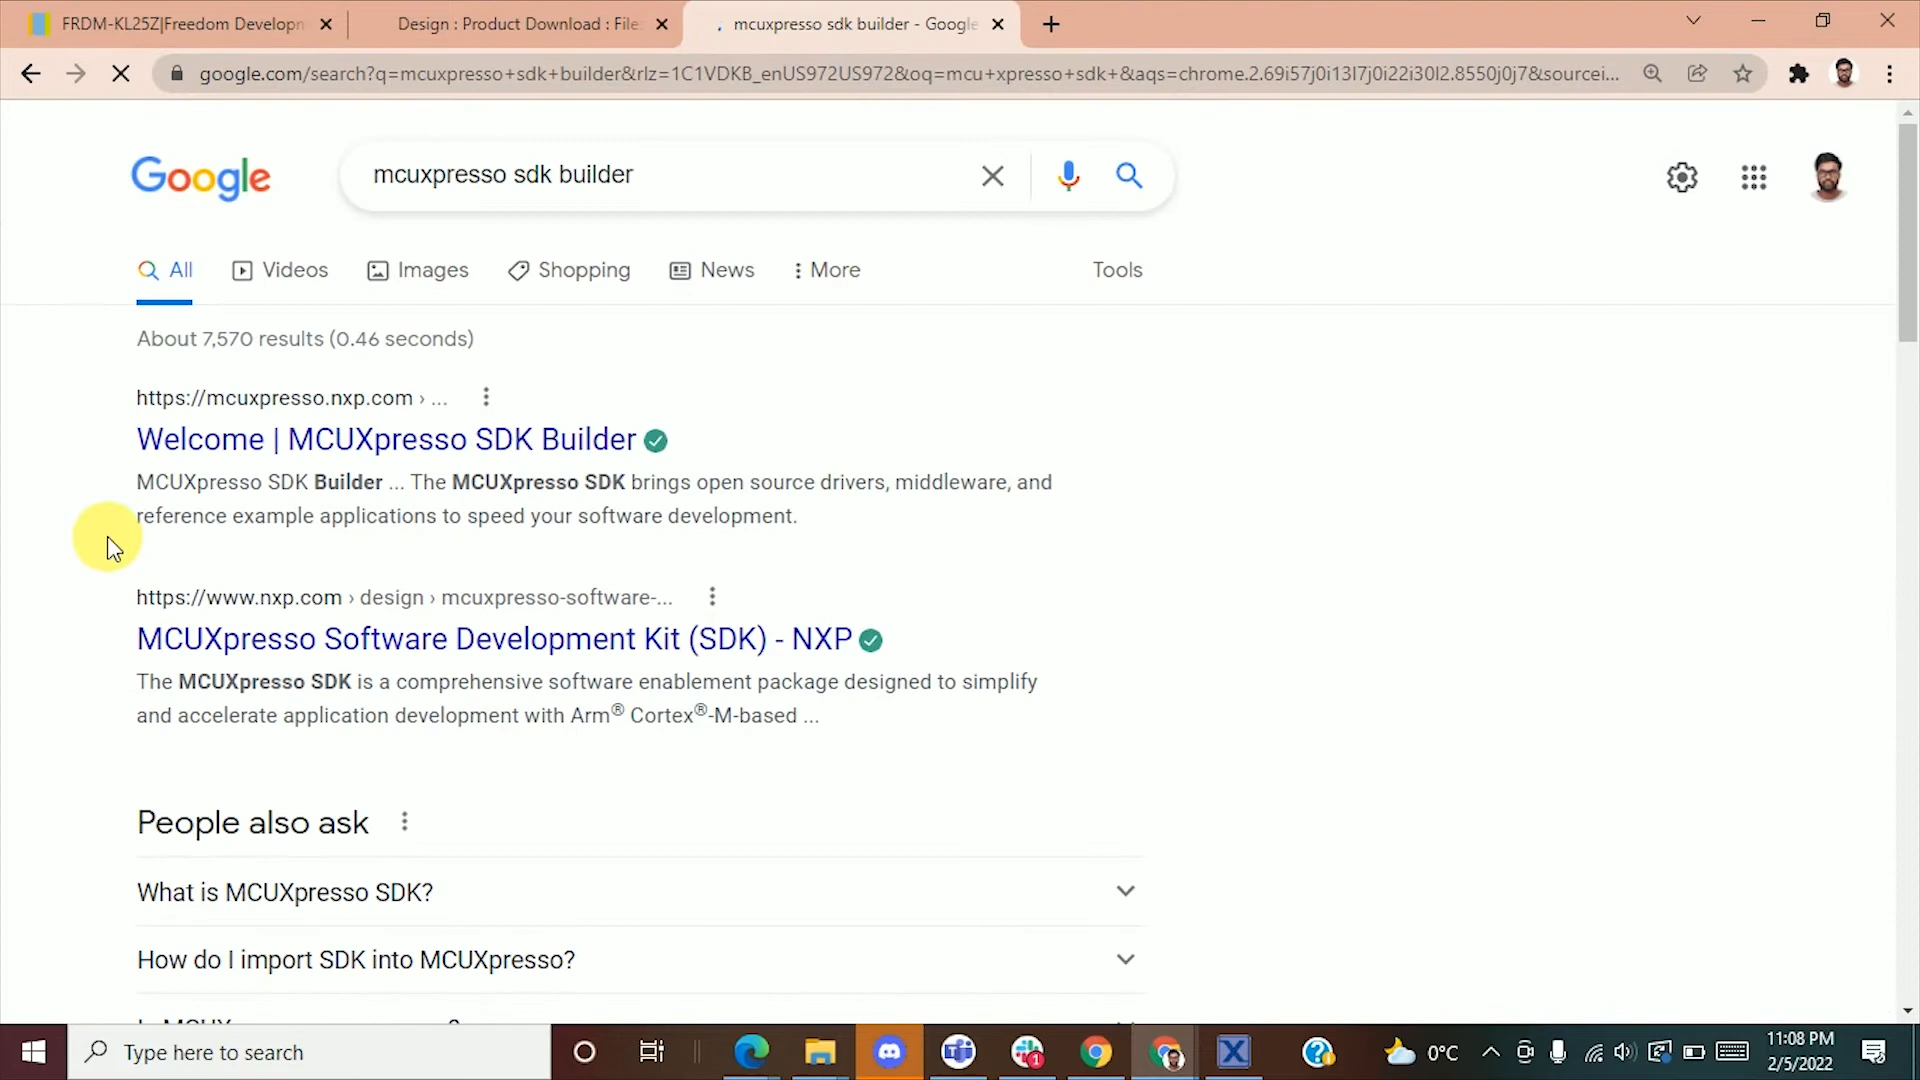 FRDM-KL25Z|Freedom Developm
Design : Product Download : File
mcuxpresso sdk builder - Google
google.com/search?q=mcuxpresso+sdk+builder&rlz=1C1VDKB_enUS972US972&oq=mcu+xpresso+sdk+&aqs=chrome.2.69i57j0i13l7j0i22i30l2.8550j0j7&sourcei...
Google
mcuxpresso sdk builder
All
Videos
Images
Shopping
News
More
Tools
About 7,570 results (0.46 seconds)
https://mcuxpresso.nxp.com › ...
Welcome | MCUXpresso SDK Builder
MCUXpresso SDK Builder ... The MCUXpresso SDK brings open source drivers, middleware, and
reference example applications to speed your software development.
https://www.nxp.com › design › mcuxpresso-software-...
MCUXpresso Software Development Kit (SDK) - NXP
The MCUXpresso SDK is a comprehensive software enablement package designed to simplify
and accelerate application development with Arm® Cortex®-M-based ...
People also ask
What is MCUXpresso SDK?
How do I import SDK into MCUXpresso?
Type here to search
1
0°C
11:08 PM
2/5/2022